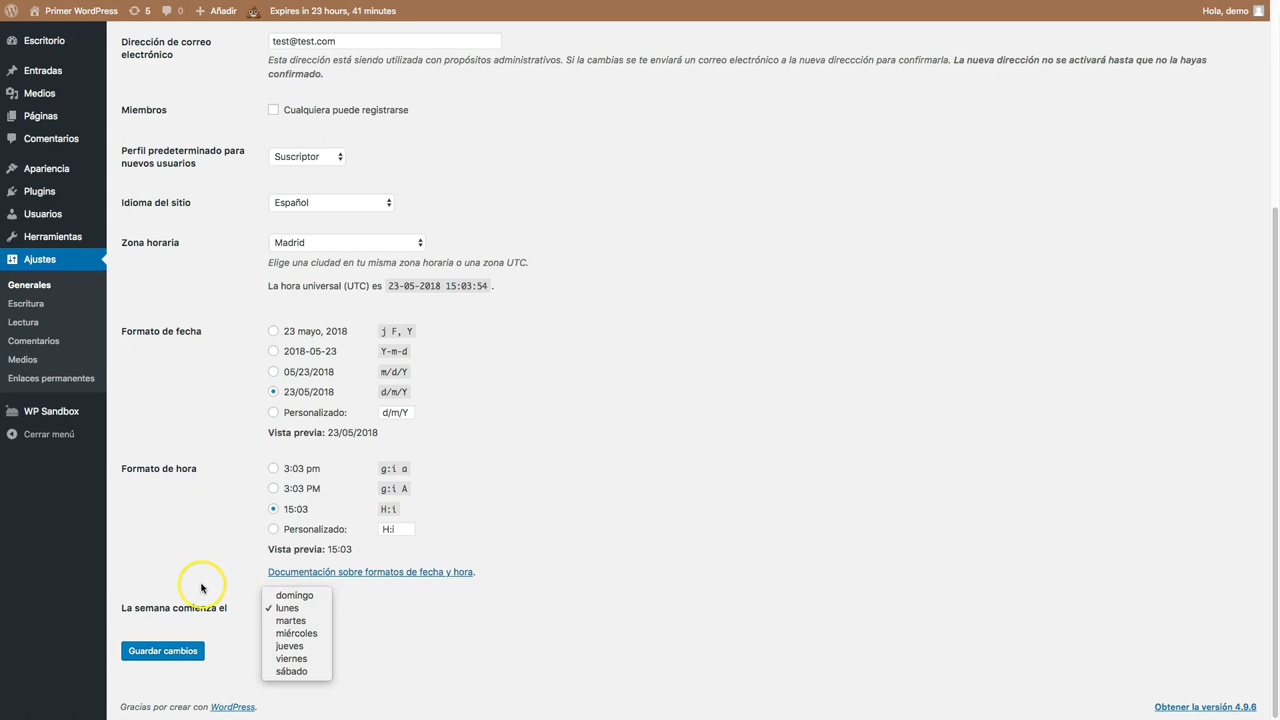 Primer WordPress 5 0 Añadir Expires in 23 hours, 41 minutes Hola, demo
Escritorio
Entradas
Medios
Páginas
Comentarios
Apariencia
Plugins
Usuarios
Herramientas
Ajustes
Generales
Escritura
Lectura
Comentarios
Medios
Enlaces permanentes
WP Sandbox
Cerrar menú
Dirección de correo
electrónico
test@test.com
Esta dirección está siendo utilizada con propósitos administrativos. Si la cambias se te enviará un correo electrónico a la nueva direccción para confirmarla. La nueva dirección no se activará hasta que no la hayas
confirmado.
Miembros
Cualquiera puede registrarse
Perfil predeterminado para
nuevos usuarios
Suscriptor
Idioma del sitio
Español
Zona horaria
Madrid
Elige una ciudad en tu misma zona horaria o una zona UTC.
La hora universal (UTC) es 23-05-2018 15:03:54 .
Formato de fecha
23 mayo, 2018 j F, Y
2018-05-23 Y-m-d
05/23/2018 m/d/Y
23/05/2018 d/m/Y
Personalizado: d/m/Y
Vista previa: 23/05/2018
Formato de hora
3:03 pm g:i a
3:03 PM g:i A
15:03 H:i
Personalizado: H:i
Vista previa: 15:03
Documentación sobre formatos de fecha y hora.
La semana comienza el
domingo
lunes
martes
miércoles
jueves
viernes
sábado
Guardar cambios
Gracias por crear con WordPress.
Obtener la versión 4.9.6